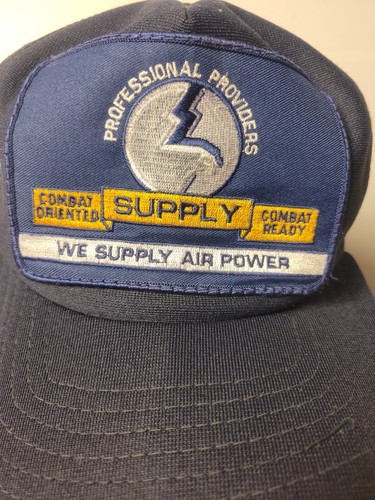 PROFESSIONAL PROVIDERS
COMBAT
ORIENTED
SUPPLY
COMBAT
READY
WE SUPPLY AIR POWER